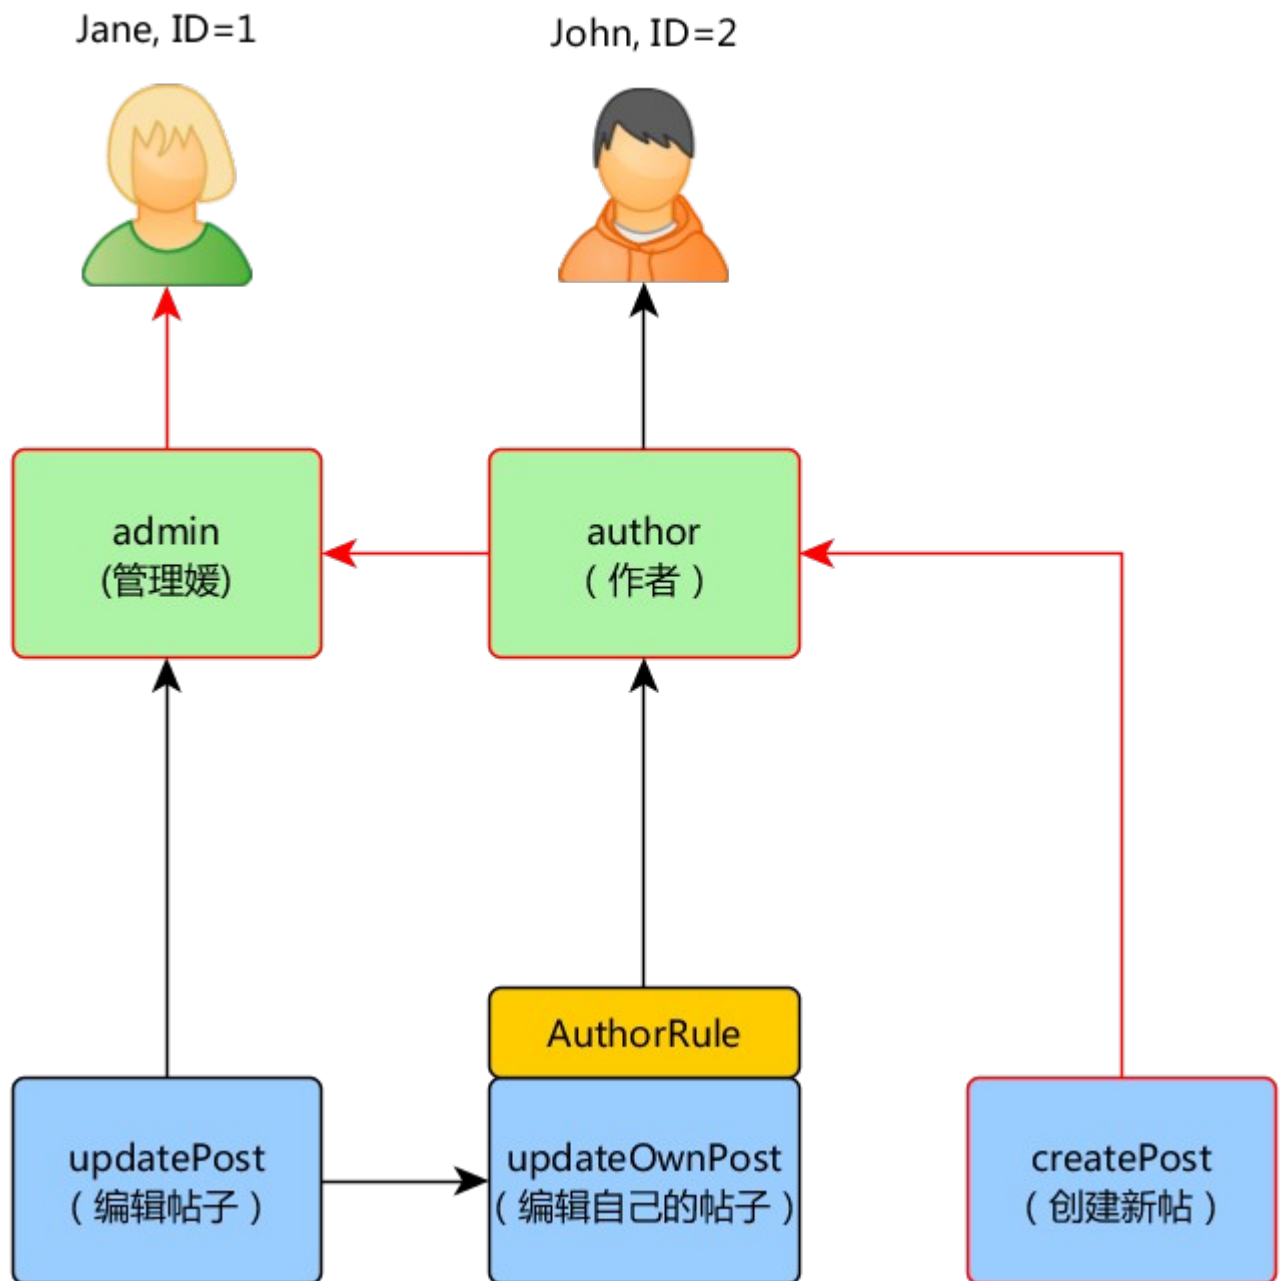 Jane, ID=1
John, ID=2
admin
(管理媛)
author
（作者）
AuthorRule
updatePost
（编辑帖子）
updateOwnPost
（编辑自己的帖子）
createPost
（创建新帖）